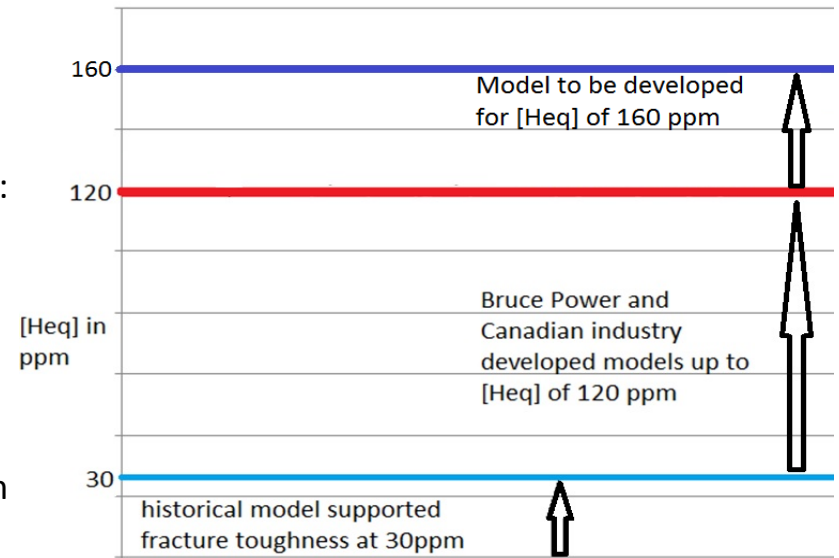 160
Model to be developed
for [Heq] of 160 ppm
:
120
Bruce Power and
Canadian industry
developed models up to
[Heq] of 120 ppm
[Heq] in
ppm
30
n
historical model supported
fracture toughness at 30ppm